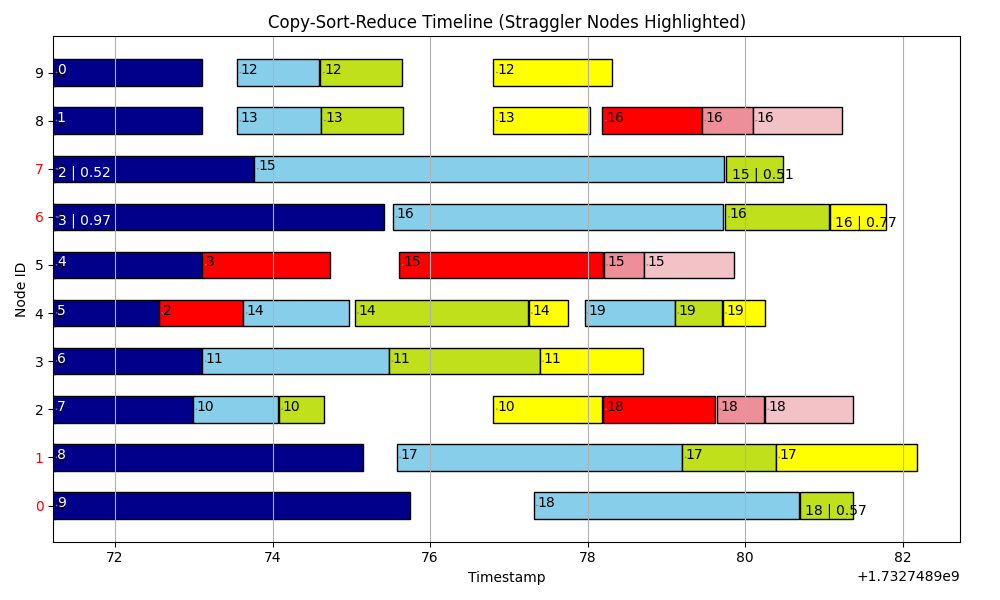 Copy-Sort-Reduce Timeline (Straggler Nodes Highlighted)
Node ID
9 0 12 12 12
8 1 13 13 13 16 16 16
7 2 | 0.52 15 15 | 0.51
6 3 | 0.97 16 16 16 | 0.77
5 4 3 15 15 15
4 5 2 14 14 14 19 19 19
3 6 11 11 11
2 7 10 10 10 18 18 18
1 8 17 17 17
0 9 18 18 | 0.57
72 74 76 78 80 82
Timestamp
+1.7327489e9